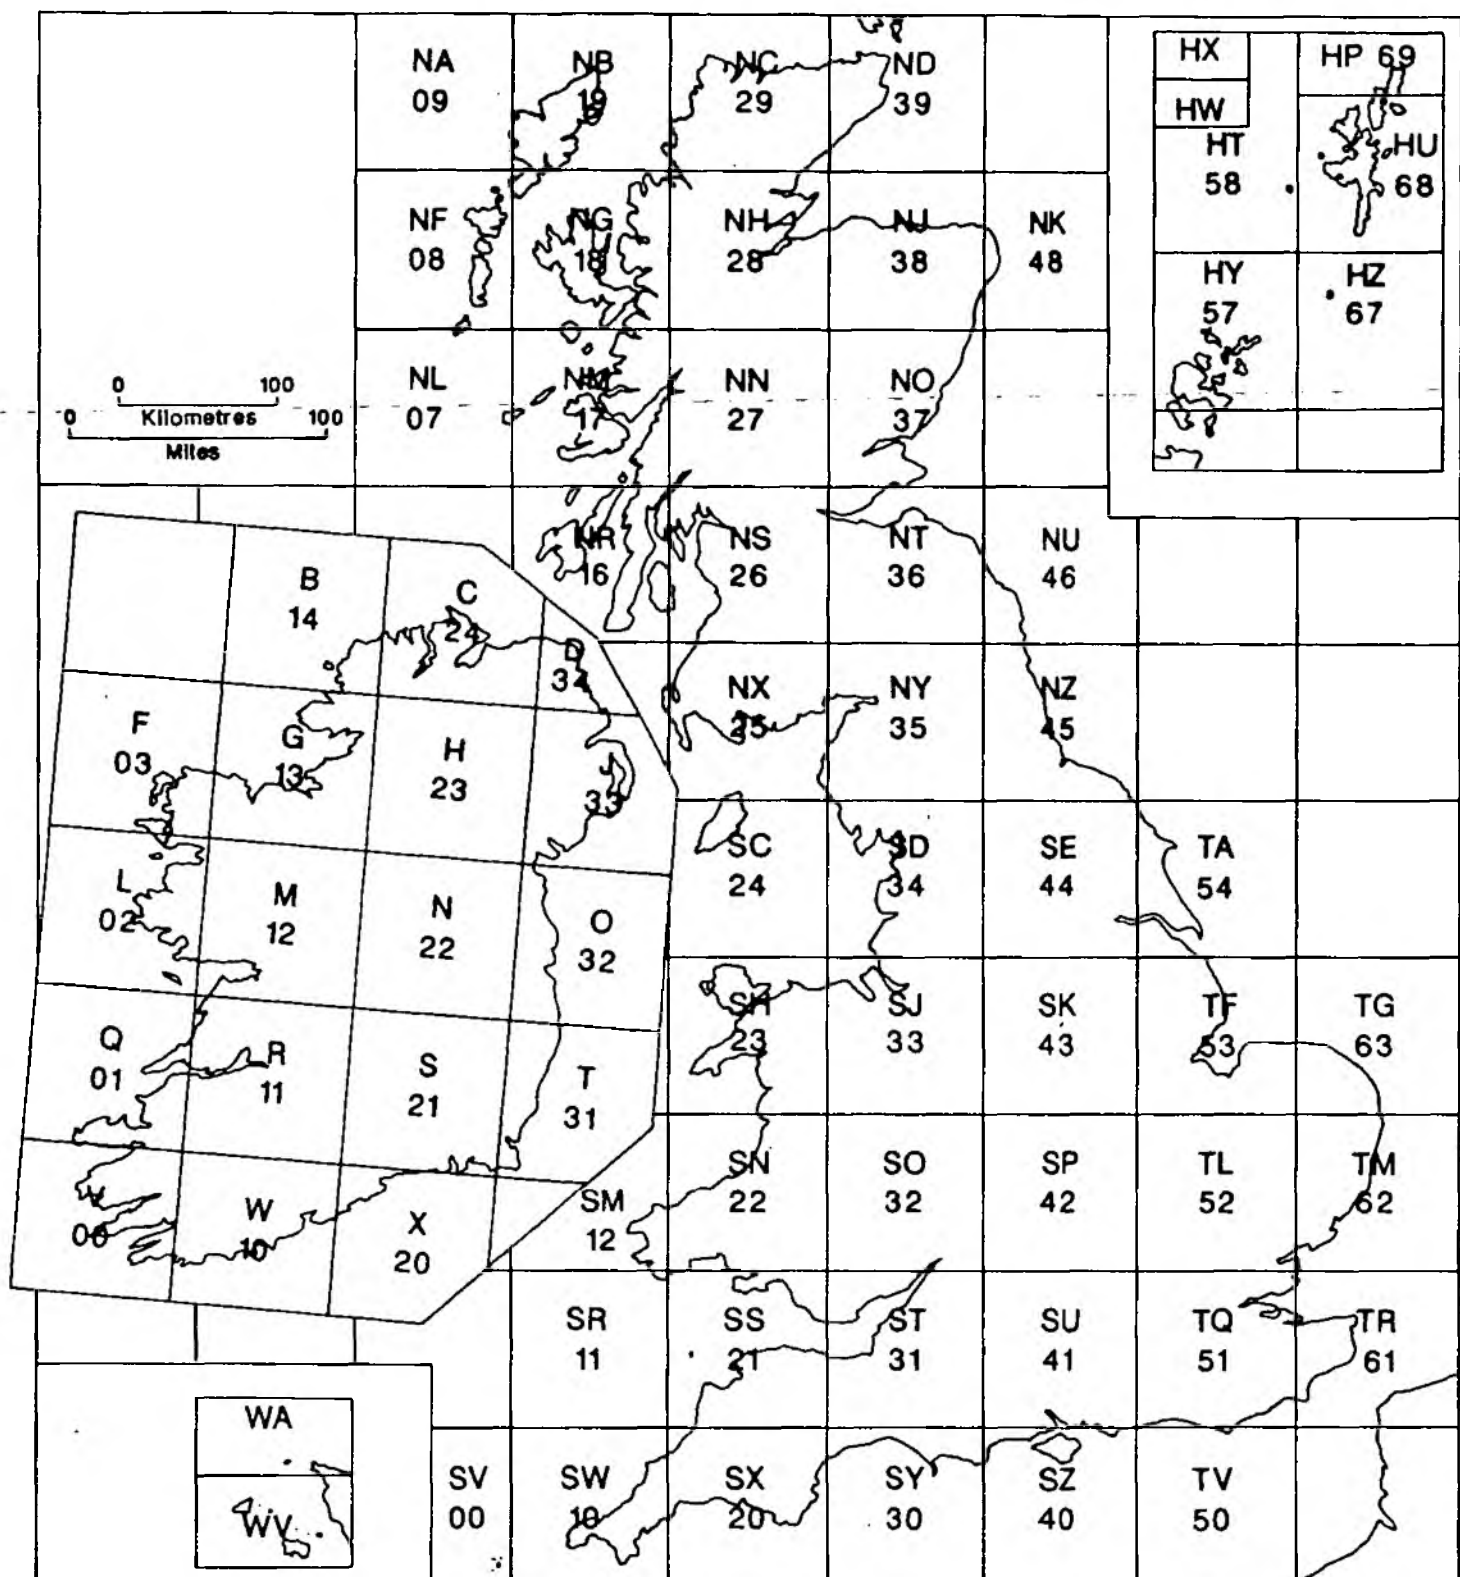 NA NB NC ND
09 19 29 39
HX HP 69
HW
HT HU
58 68
NF NG NH NJ NK
08 18 28 38 48
HY HZ
57 67
NL NM NN NO
07 17 27 37
0 100
Kilometres
0 100
Miles
NR NS NT NU
16 26 36 46
B C D
14 24 34
NX NY NZ
25 35 45
F G H J
03 13 23 33
SC SD SE TA
24 34 44 54
L M N O
02 12 22 32
SH SJ SK TF TG
23 33 43 53 63
Q R S T
01 11 21 31
SM SN SO SP TL TM
12 22 32 42 52 62
V W X
00 10 20
SR SS ST SU TQ TR
11 21 31 41 51 61
WA
WV
SV SW SX SY SZ TV
00 10 20 30 40 50